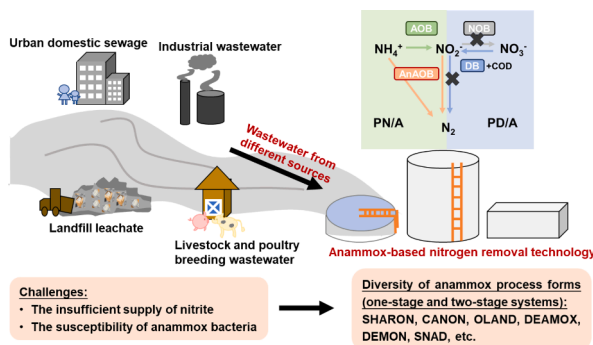 Urban domestic sewage
Industrial wastewater
AOB
NOB
NH₄⁺
NO₂⁻
NO₃⁻
AnAOB
DB
+COD
PN/A
N₂
PD/A
Wastewater from
different sources
Landfill leachate
Livestock and poultry
breeding wastewater
Anammox-based nitrogen removal technology
Challenges:
• The insufficient supply of nitrite
• The susceptibility of anammox bacteria
Diversity of anammox process forms
(one-stage and two-stage systems):
SHARON, CANON, OLAND, DEAMOX,
DEMON, SNAD, etc.